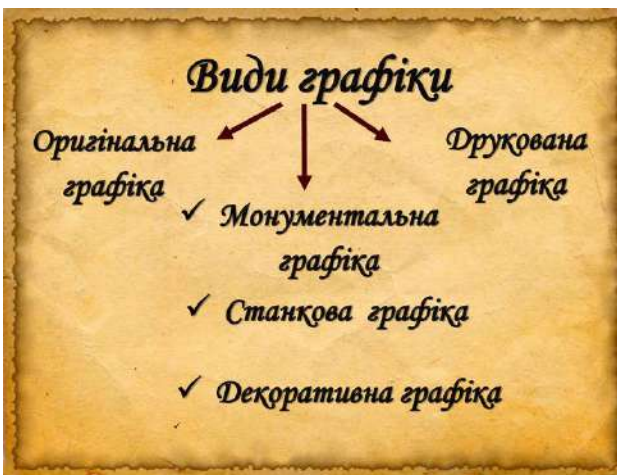 Види графіки
Оригінальна
графіка
Друкована
графіка
✓ Монументальна
графіка
✓ Станкова графіка
✓ Декоративна графіка